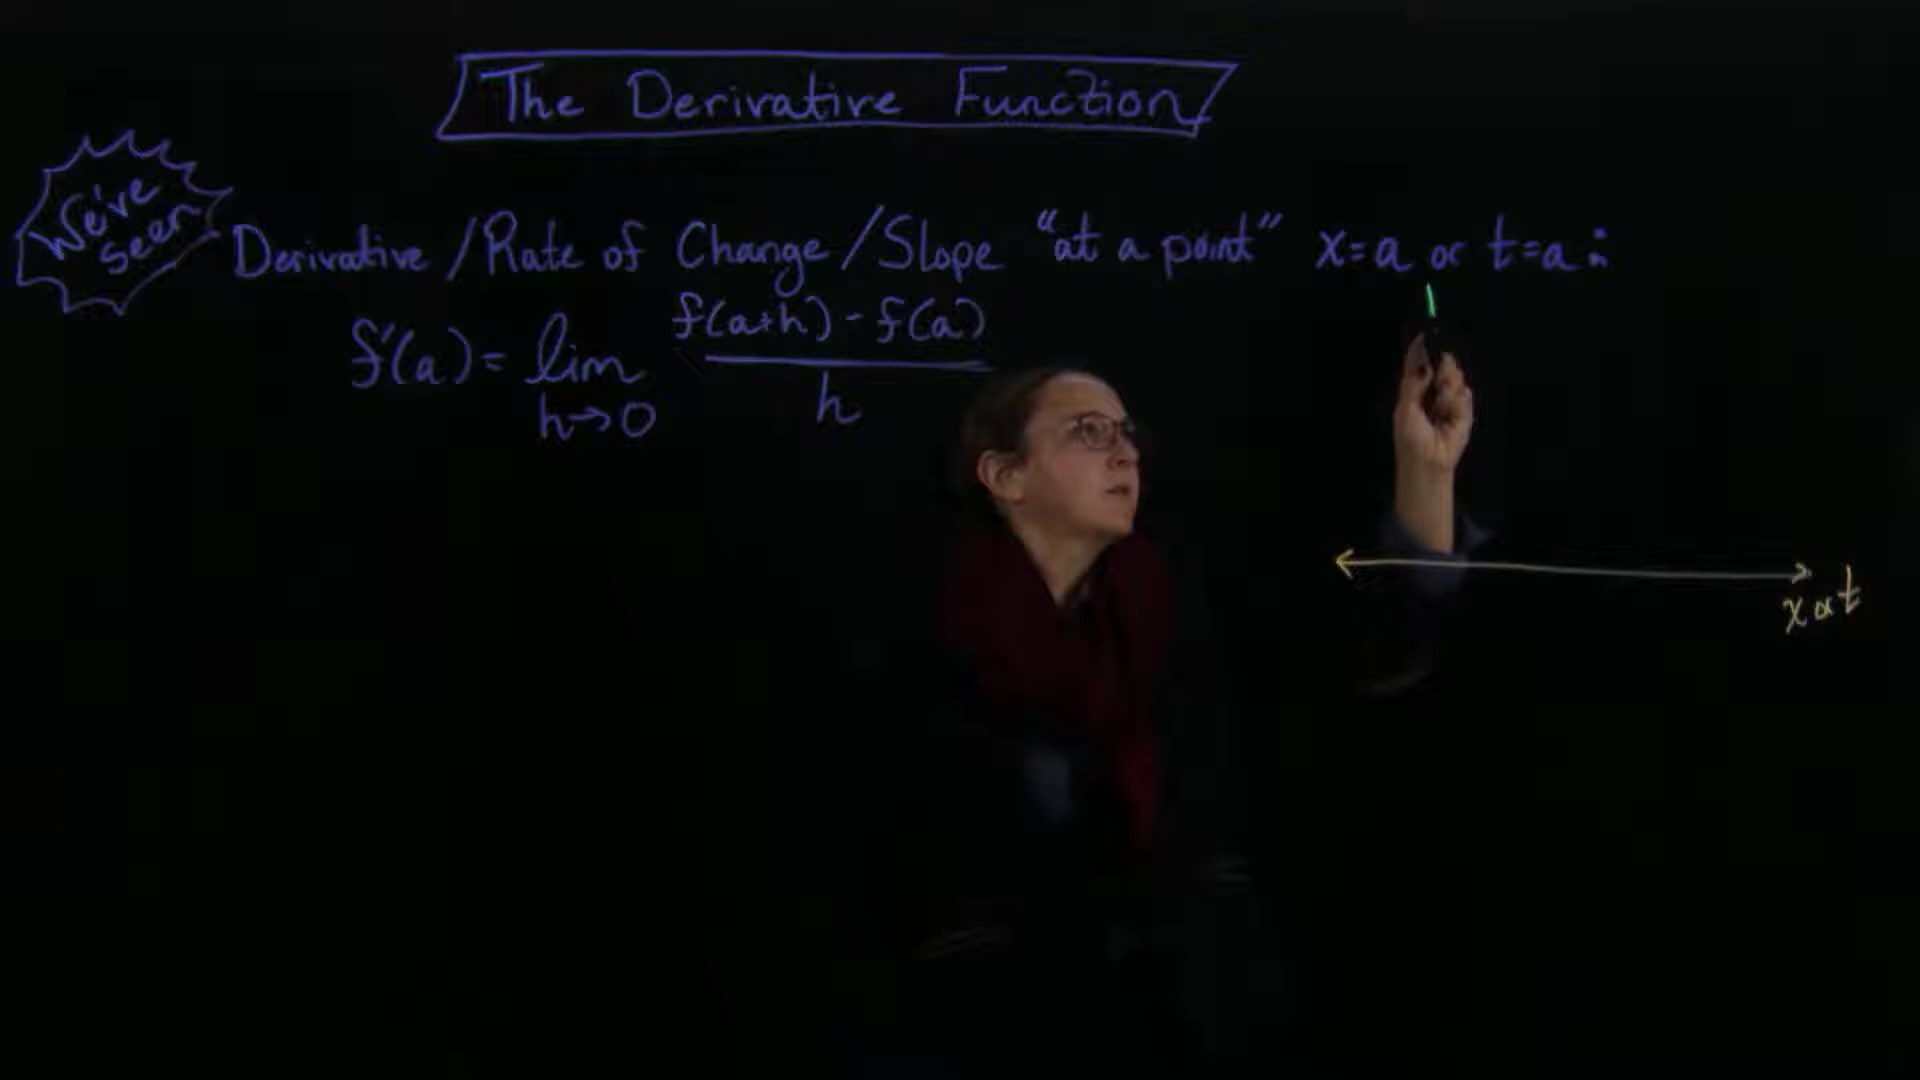 The Derivative Function
We've
seen
Derivative / Rate of Change / Slope "at a point" x=a or t=a :
f'(a) = lim h→0 f(a+h) - f(a) / h
x or t